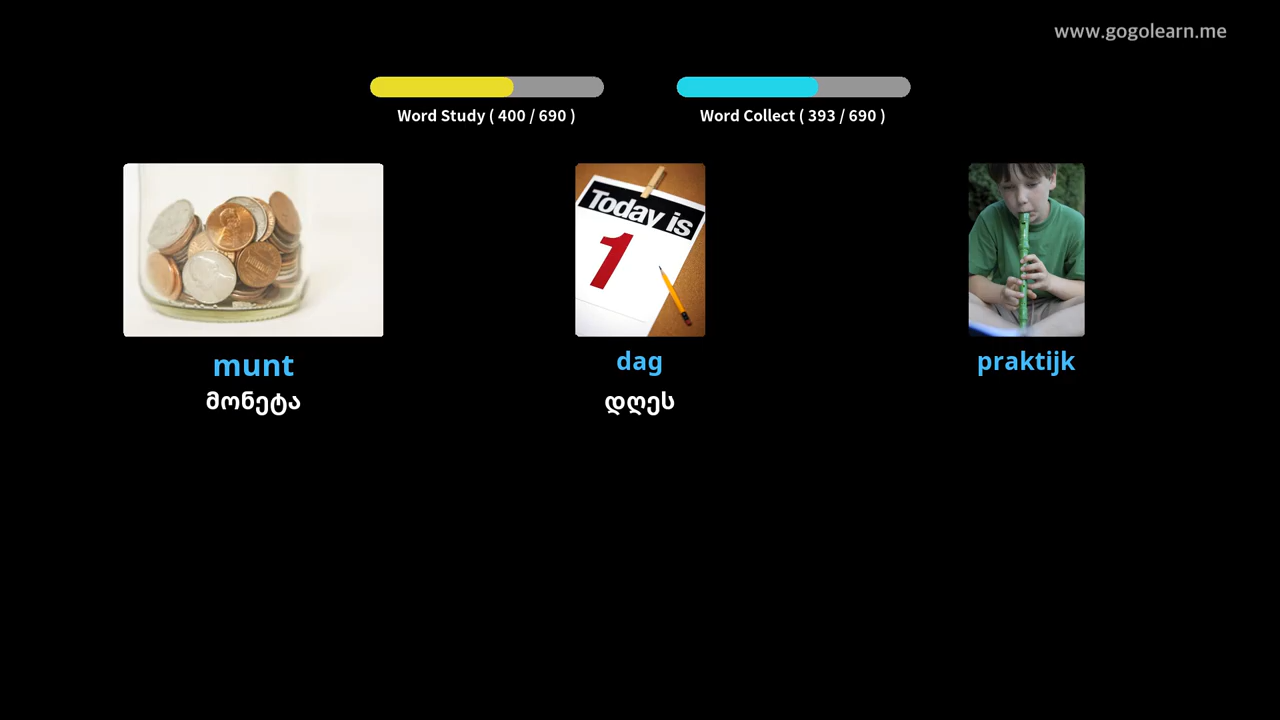 www.gogolearn.me
Word Study ( 400 / 690 )
Word Collect ( 393 / 690 )
Today is
1
munt
dag
praktijk
მონეტა
დღეს